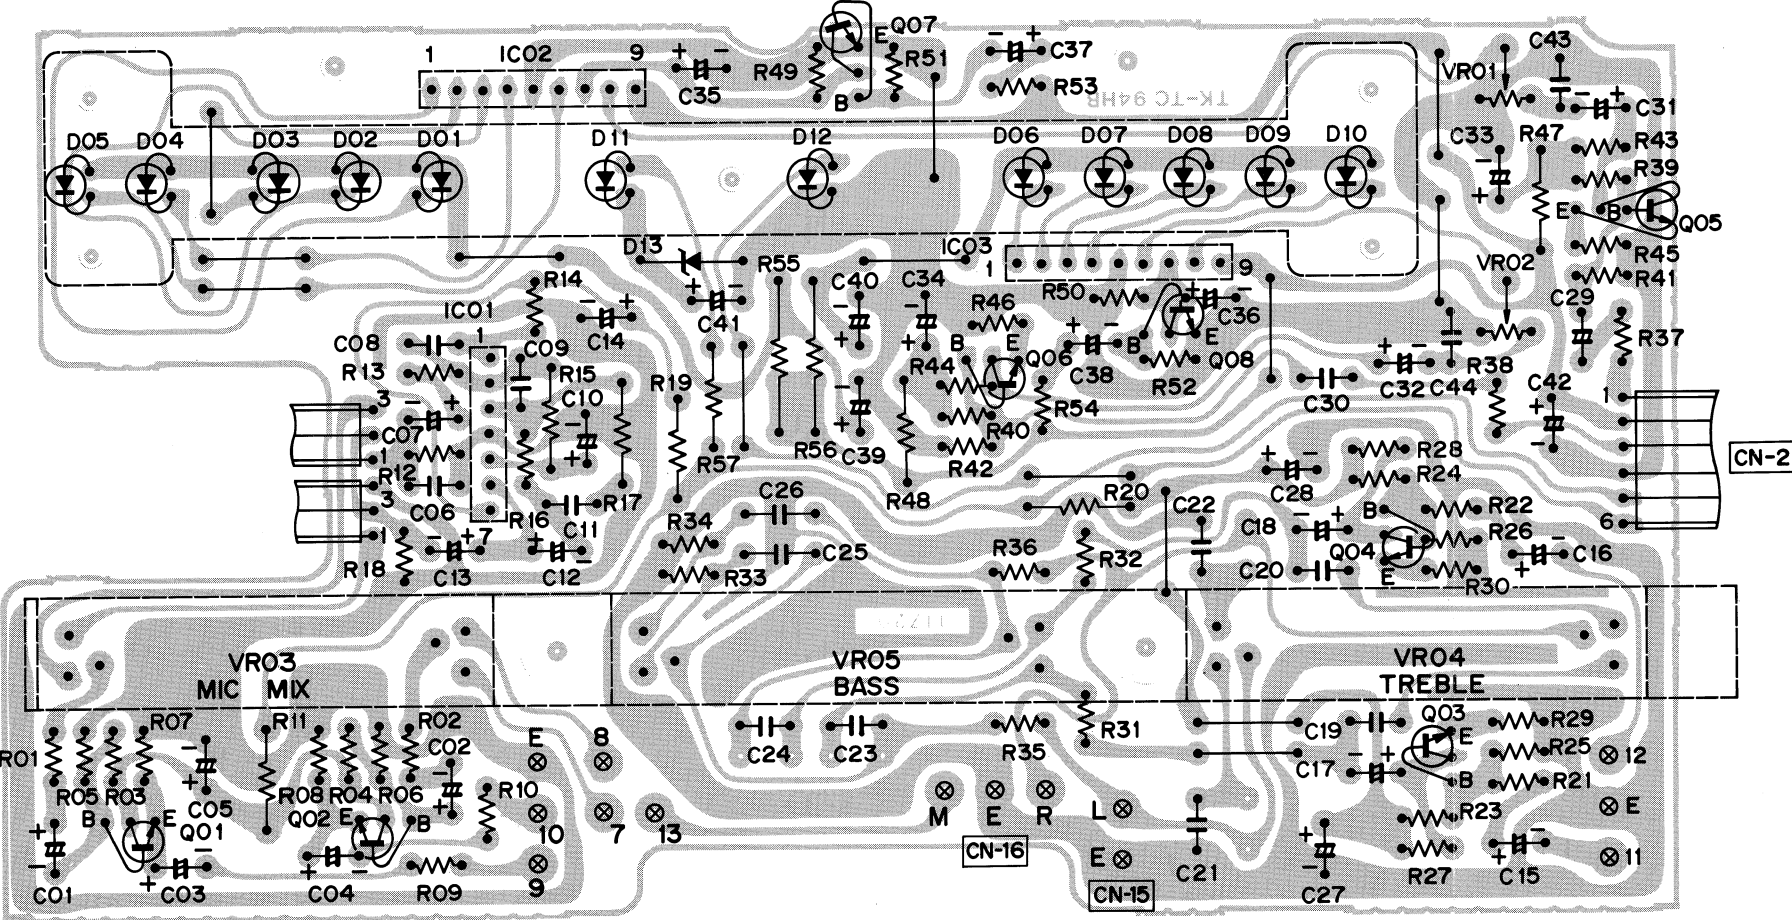 Q07
E
1 IC02 9
+ -
C35
R49
R51
B
- + C37
R53
TK-TC 94HB
C43
VR01
+ C31
C33
R47
R43
R39
E B
Q05
R45
R41
VR02
D05 D04 D03 D02 D01 D11 D12 D06 D07 D08 D09 D10
D13
R55
C40
C34
IC03
1 9
R14
IC01
1
C14
C41
R50
C36
R46
B E
Q06
C38
B E
Q08
R52
C29
R37
C08
R13
C09
R15
C10
R19
R44
R54
C30
C32
C44
R38
C42
1
3
C07
1
R12
3
C06
1
R57
R56
C39
R40
R42
R48
C28
R28
R24
CN-2
R16
C11
R17
C26
R34
R20
C22
C18
B
R22
R26
Q04
E
6
R18
7
C13
C12
C25
R33
R36
R32
C20
R30
C16
VR03
MIC MIX
VR05
BASS
VR04
TREBLE
R01
R07
R11
R02
C02
E 8
C24
C23
R35
R31
C19
Q03
E
R29
R25
12
C17
B
R21
R05 R03
C05
R08 R04 R06
R10
B E
Q01
Q02
E B
10 7 13
M E R
L
R23
E
CN-16
E
C01
C03
C04
R09
9
CN-15
C21
C27
R27
C15
11